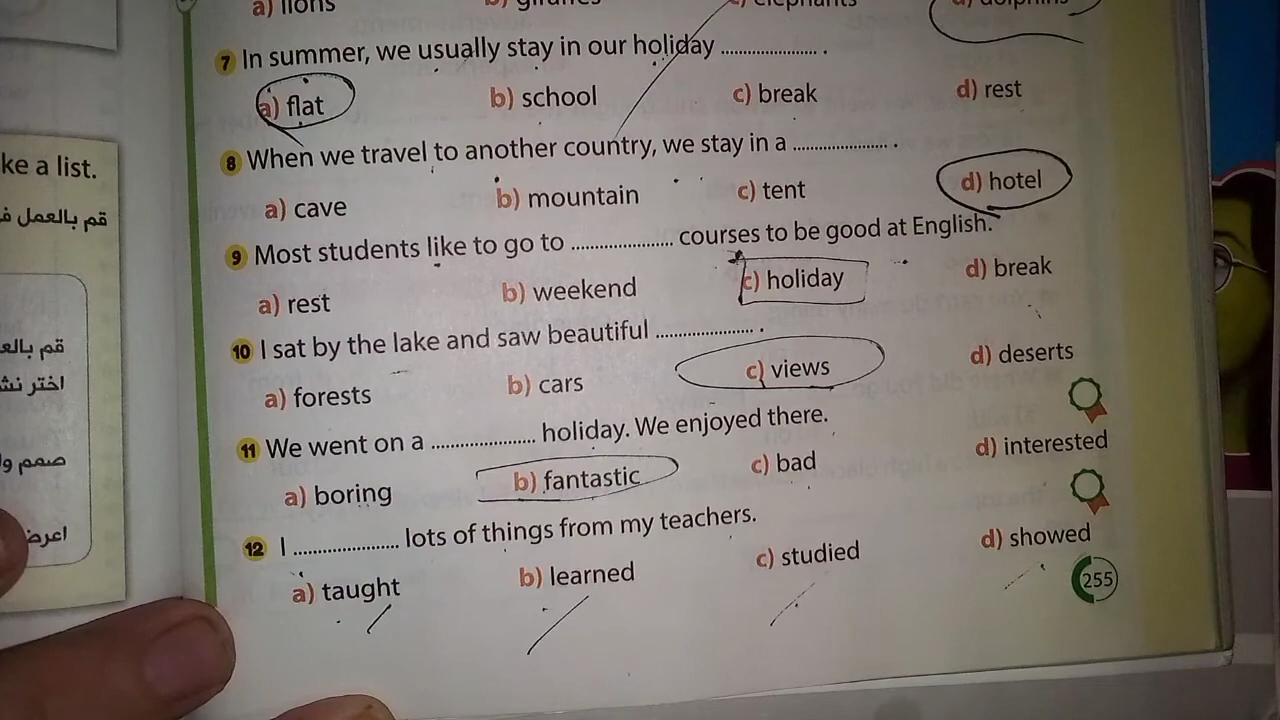 a) lions b) giraffes c) elephants d) dolphins
7 In summer, we usually stay in our holiday .................... .
a) flat b) school c) break d) rest
8 When we travel to another country, we stay in a .................... .
a) cave b) mountain c) tent d) hotel
9 Most students like to go to .................... courses to be good at English.
a) rest b) weekend c) holiday d) break
10 I sat by the lake and saw beautiful .................... .
a) forests b) cars c) views d) deserts
11 We went on a .................... holiday. We enjoyed there.
a) boring b) fantastic c) bad d) interested
12 I .................... lots of things from my teachers.
a) taught b) learned c) studied d) showed
255
ke a list.
قم بالعمل
قم
اختر
صمم